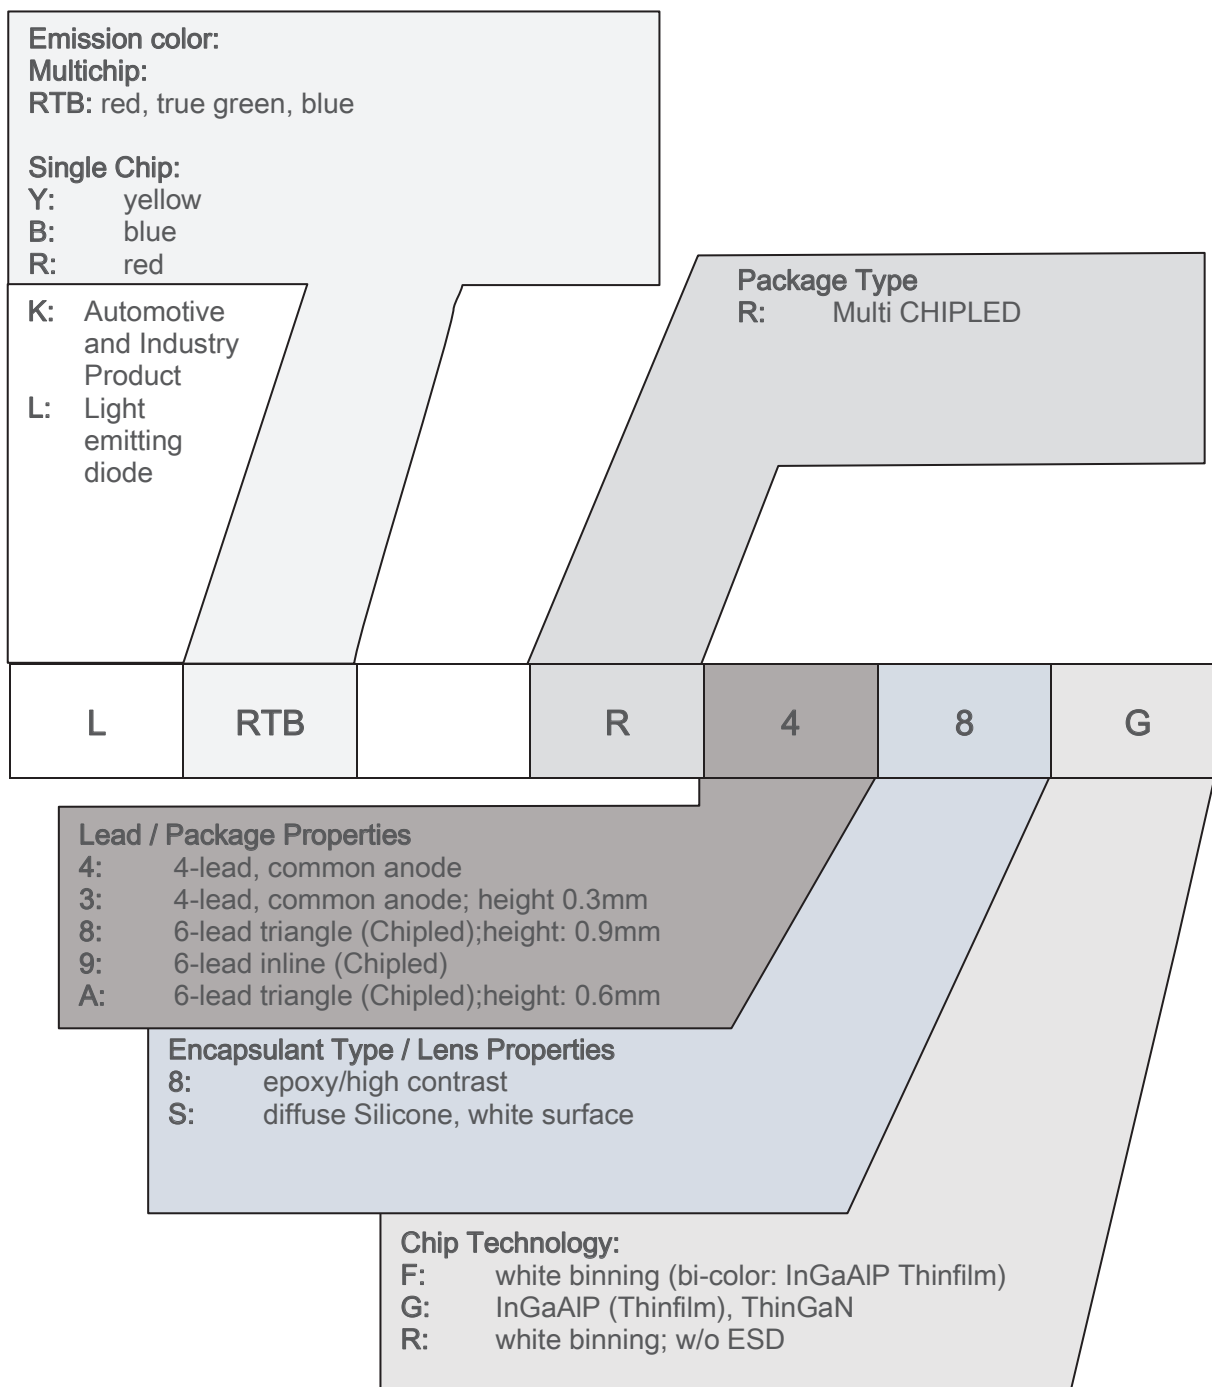 Emission color:
Multichip:
RTB: red, true green, blue
Single Chip:
Y: yellow
B: blue
R: red
K: Automotive
and Industry
Product
L: Light
emitting
diode
Package Type
R: Multi CHIPLED
L RTB R 4 8 G
Lead / Package Properties
4: 4-lead, common anode
3: 4-lead, common anode; height 0.3mm
8: 6-lead triangle (Chipled);height: 0.9mm
9: 6-lead inline (Chipled)
A: 6-lead triangle (Chipled);height: 0.6mm
Encapsulant Type / Lens Properties
8: epoxy/high contrast
S: diffuse Silicone, white surface
Chip Technology:
F: white binning (bi-color: InGaAlP Thinfilm)
G: InGaAlP (Thinfilm), ThinGaN
R: white binning; w/o ESD